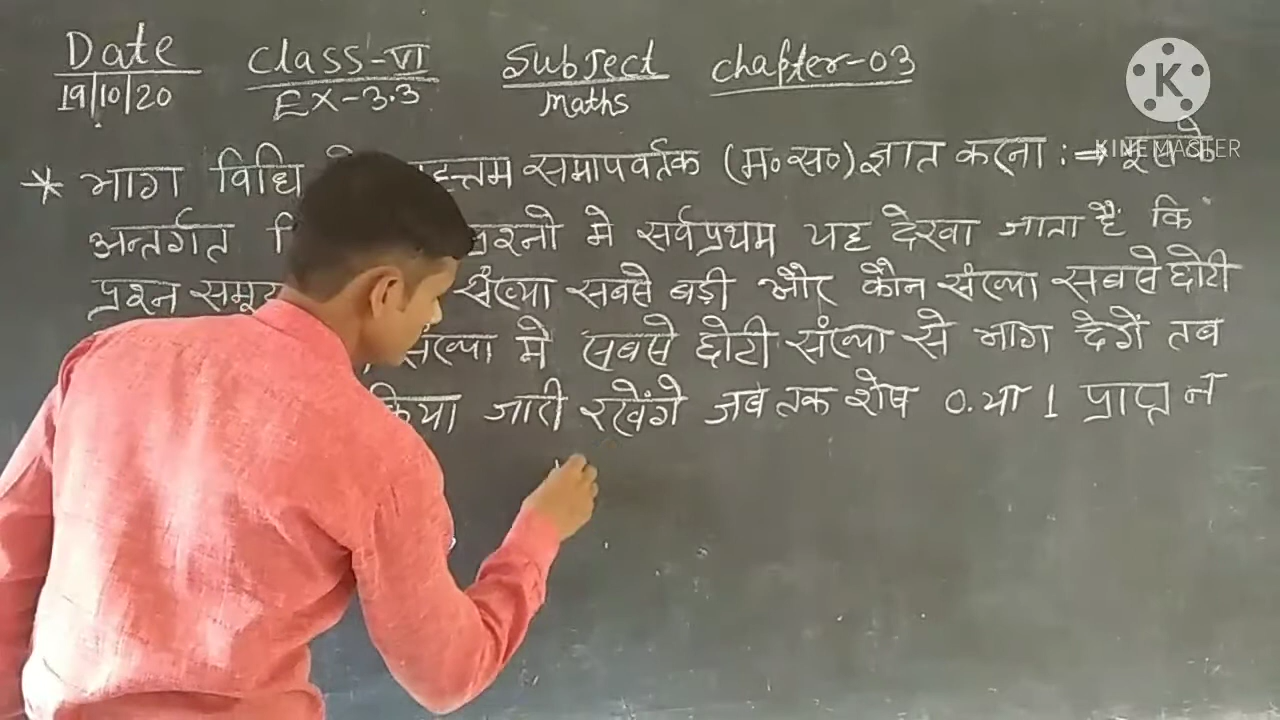 Date Class-VI Subject Chapter-03
19/10/20 EX-3.3 Maths
K
KINEMASTER
* भाग विधि समापवर्तक (म०स०) ज्ञात करना :⇒ इसके
अन्तर्गत प्रश्नो मे सर्वप्रथम यह देखा जाता है कि
प्रश्न संख्या सबसे बड़ी और कौन संख्या सबसे छोटी
संख्या मे सबसे छोटी संख्या से भाग देगें तब
जारी रखेंगे जब तक शेष 0 या 1 प्राप्त न